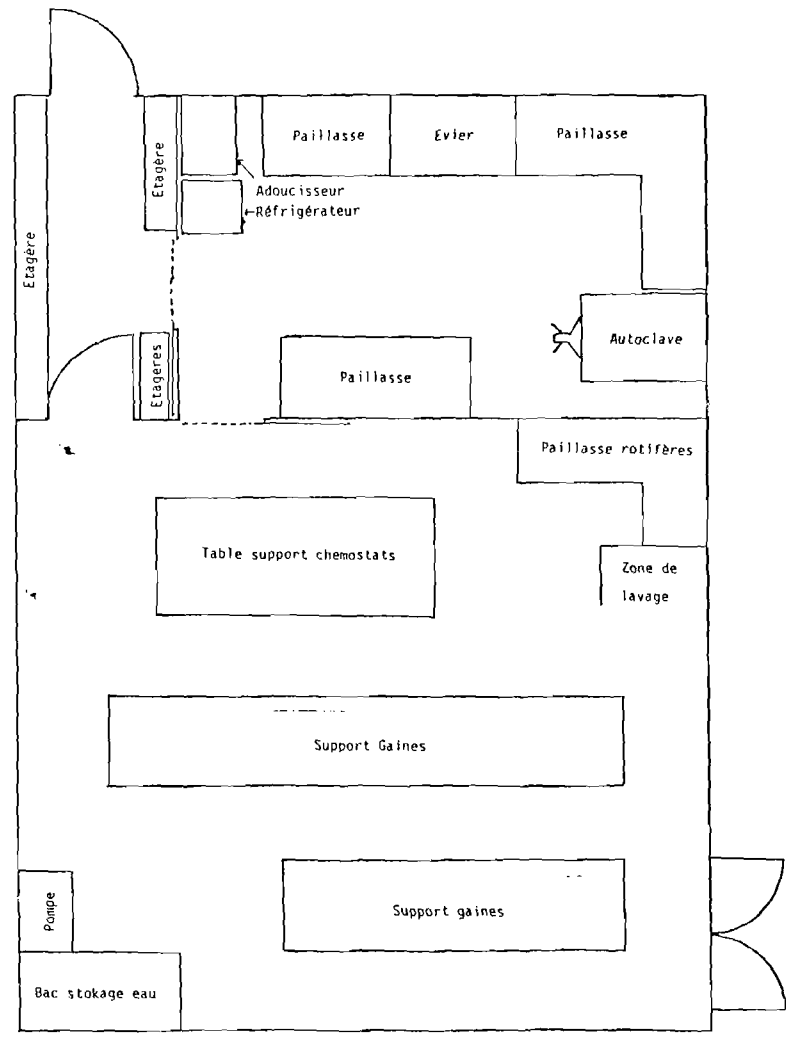 Paillasse
Evier
Paillasse
Etagère
Adoucisseur
Réfrigérateur
Etagère
Autoclave
Etageres
Paillasse
Paillasse rotifères
Table support chemostats
Zone de
lavage
Support Gaines
Pompe
Support gaines
Bac stokage eau